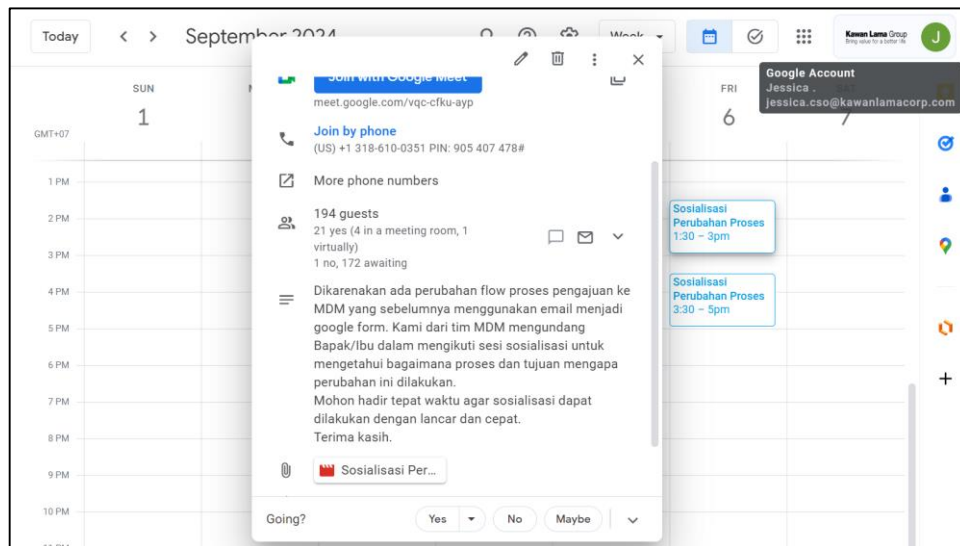 Today
September 2024
Week
Kawan Lama Group
Bring value for a better life
J
Google Account
Jessica .
jessica.cso@kawanlamacorp.com
SUN
1
FRI
6
SAT
7
GMT+07
1 PM
2 PM
3 PM
4 PM
5 PM
6 PM
7 PM
8 PM
9 PM
10 PM
11 PM
Join with Google Meet
meet.google.com/vqc-cfku-ayp
Join by phone
(US) +1 318-610-0351 PIN: 905 407 478#
More phone numbers
194 guests
21 yes (4 in a meeting room, 1
virtually)
1 no, 172 awaiting
Dikarenakan ada perubahan flow proses pengajuan ke
MDM yang sebelumnya menggunakan email menjadi
google form. Kami dari tim MDM mengundang
Bapak/Ibu dalam mengikuti sesi sosialisasi untuk
mengetahui bagaimana proses dan tujuan mengapa
perubahan ini dilakukan.
Mohon hadir tepat waktu agar sosialisasi dapat
dilakukan dengan lancar dan cepat.
Terima kasih.
Sosialisasi Per...
Going?
Yes
No
Maybe
Sosialisasi
Perubahan Proses
1:30 – 3pm
Sosialisasi
Perubahan Proses
3:30 – 5pm